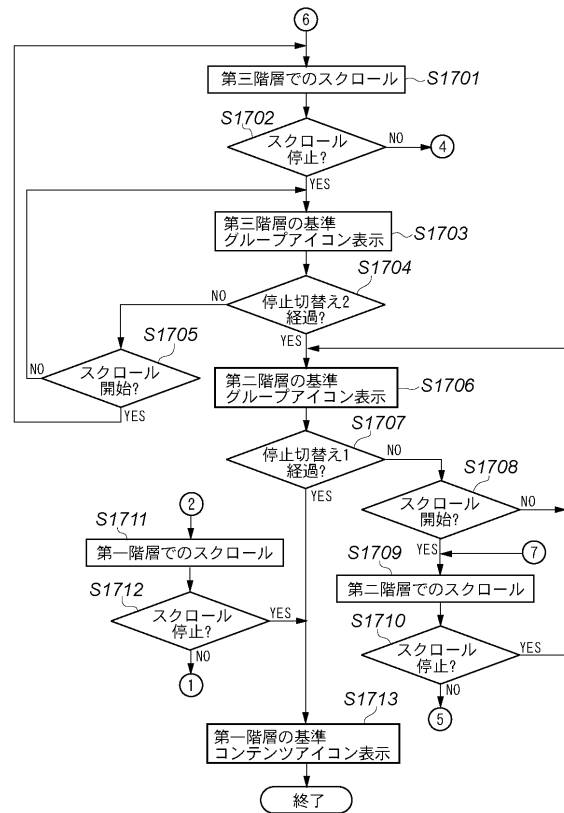 6
第三階層でのスクロール
S1701
S1702
スクロール
停止?
NO
4
YES
第三階層の基準
グループアイコン表示
S1703
S1704
停止切替え2
経過?
NO
YES
S1705
スクロール
開始?
NO
YES
第二階層の基準
グループアイコン表示
S1706
S1707
停止切替え1
経過?
NO
YES
S1708
スクロール
開始?
NO
YES
7
S1709
第二階層でのスクロール
S1710
スクロール
停止?
YES
NO
5
2
S1711
第一階層でのスクロール
S1712
スクロール
停止?
YES
NO
1
S1713
第一階層の基準
コンテンツアイコン表示
終了